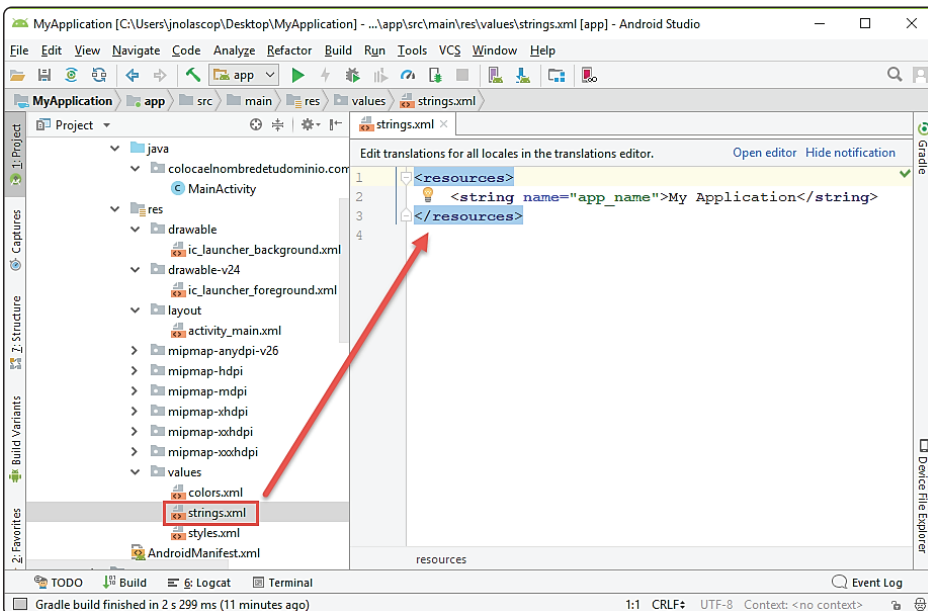 MyApplication [C:\Users\jnolascop\Desktop\MyApplication] - ...\app\src\main\res\values\strings.xml [app] - Android Studio
File Edit View Navigate Code Analyze Refactor Build Run Tools VCS Window Help
app
MyApplication app src main res values strings.xml
1: Project
Captures
7: Structure
Build Variants
2: Favorites
Project
java
colocaelnombredetudominio.com
MainActivity
res
drawable
ic_launcher_background.xml
drawable-v24
ic_launcher_foreground.xml
layout
activity_main.xml
mipmap-anydpi-v26
mipmap-hdpi
mipmap-mdpi
mipmap-xhdpi
mipmap-xxhdpi
mipmap-xxxhdpi
values
colors.xml
strings.xml
styles.xml
AndroidManifest.xml
strings.xml
Edit translations for all locales in the translations editor. Open editor Hide notification
1 <resources>
2 <string name="app_name">My Application</string>
3 </resources>
4
resources
Gradle
Device File Explorer
TODO Build 6: Logcat Terminal Event Log
Gradle build finished in 2 s 299 ms (11 minutes ago) 1:1 CRLF UTF-8 Context: <no context>